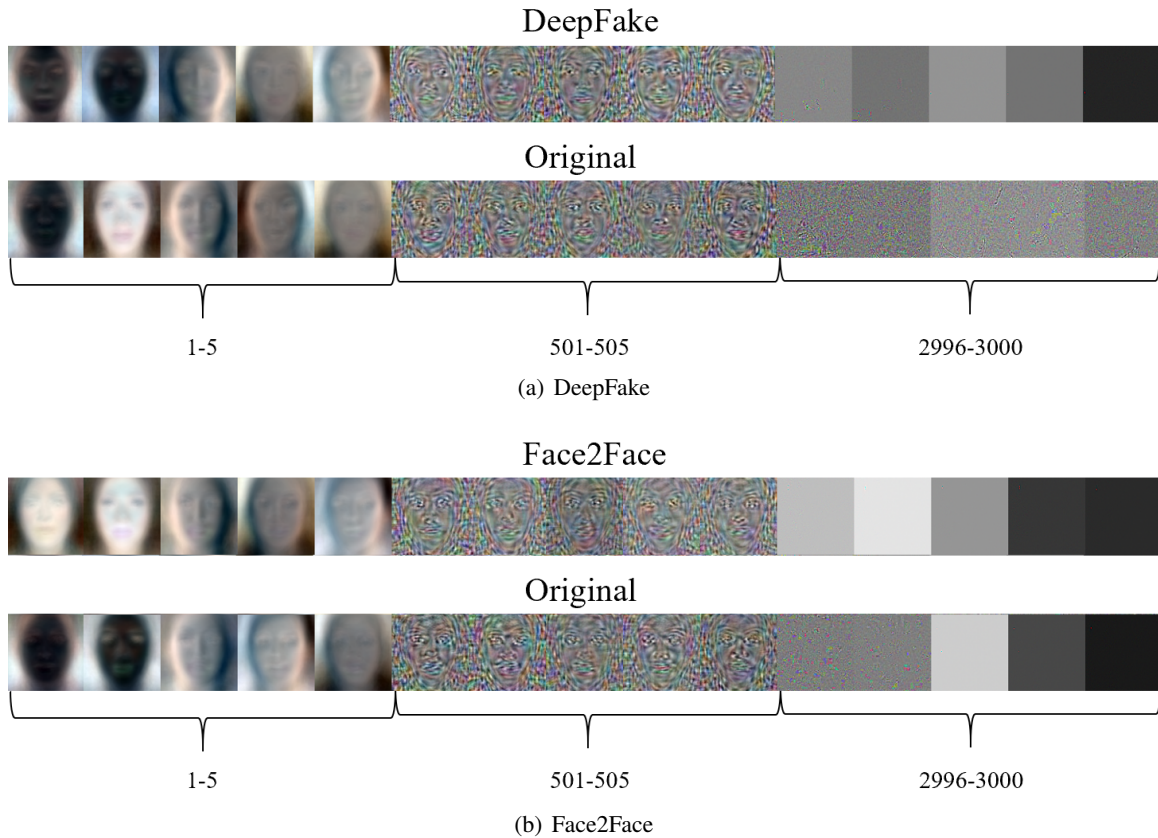 DeepFake
Original
1-5 501-505 2996-3000
(a) DeepFake
Face2Face
Original
1-5 501-505 2996-3000
(b) Face2Face